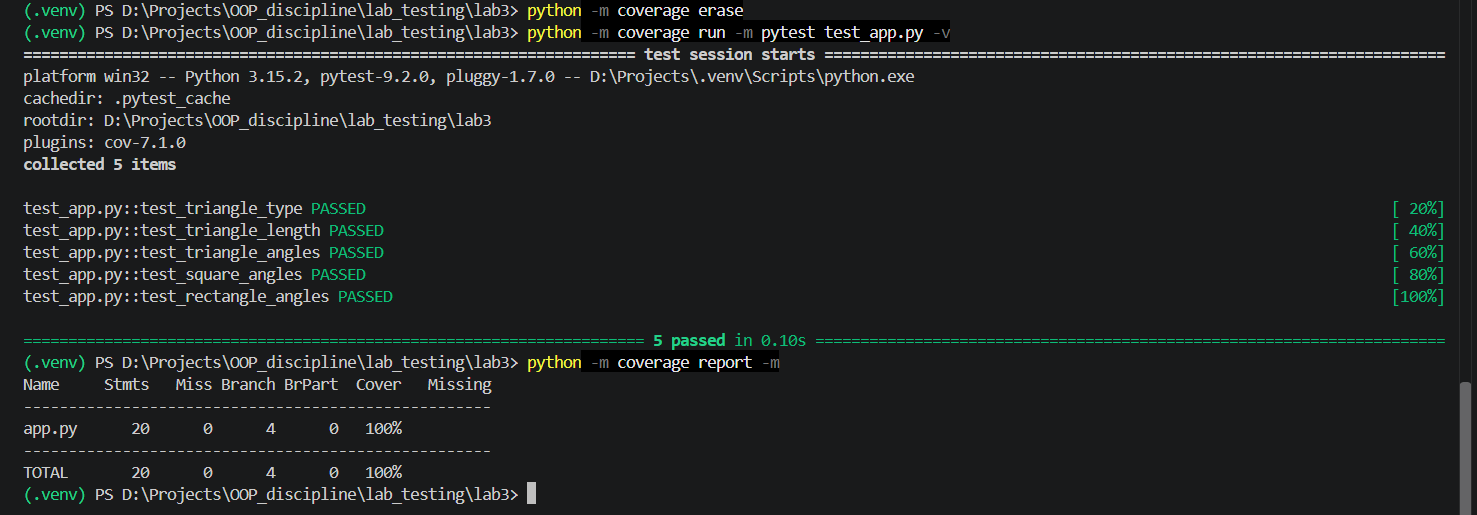 (.venv) PS D:\Projects\OOP_discipline\lab_testing\lab3> python -m coverage erase
(.venv) PS D:\Projects\OOP_discipline\lab_testing\lab3> python -m coverage run -m pytest test_app.py -v
==================================================================== test session starts =====================================================================
platform win32 -- Python 3.15.2, pytest-9.2.0, pluggy-1.7.0 -- D:\Projects\.venv\Scripts\python.exe
cachedir: .pytest_cache
rootdir: D:\Projects\OOP_discipline\lab_testing\lab3
plugins: cov-7.1.0
collected 5 items
test_app.py::test_triangle_type PASSED [ 20%]
test_app.py::test_triangle_length PASSED [ 40%]
test_app.py::test_triangle_angles PASSED [ 60%]
test_app.py::test_square_angles PASSED [ 80%]
test_app.py::test_rectangle_angles PASSED [100%]
===================================================================== 5 passed in 0.10s ======================================================================
(.venv) PS D:\Projects\OOP_discipline\lab_testing\lab3> python -m coverage report -m
Name     Stmts   Miss Branch BrPart  Cover   Missing
----------------------------------------------------
app.py      20      0      4      0   100%
----------------------------------------------------
TOTAL       20      0      4      0   100%
(.venv) PS D:\Projects\OOP_discipline\lab_testing\lab3>